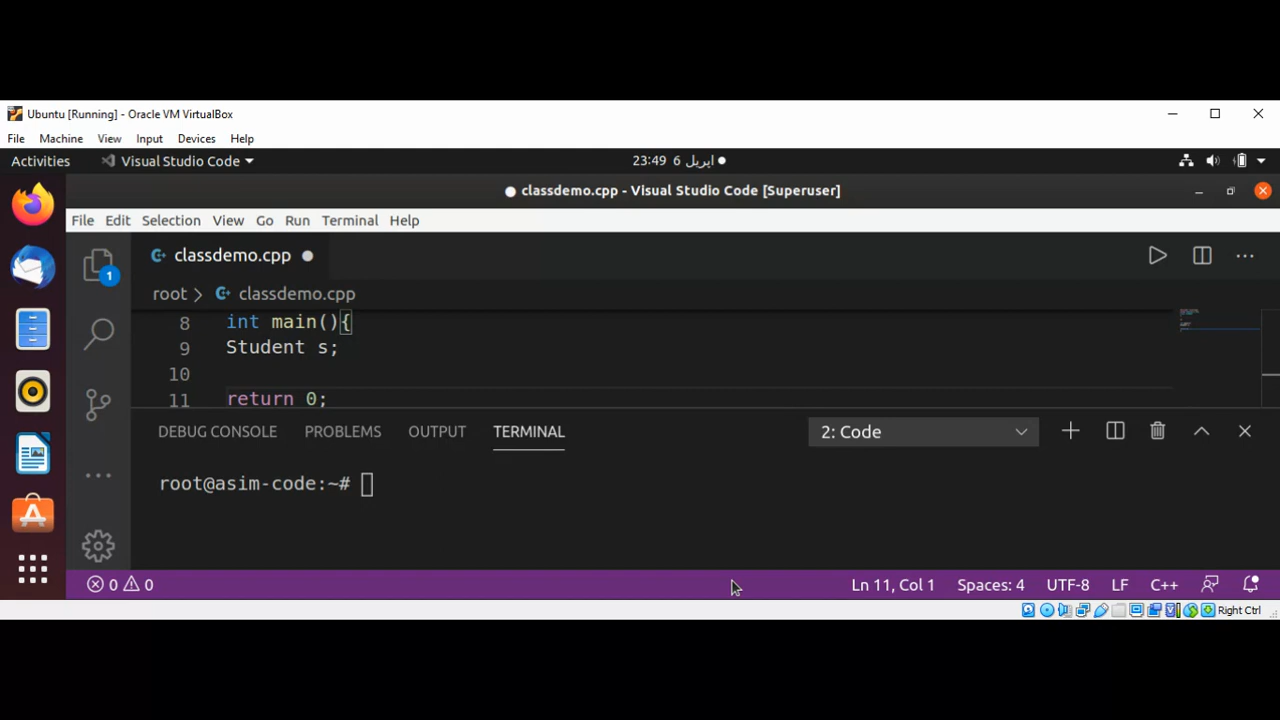 Ubuntu [Running] - Oracle VM VirtualBox
File Machine View Input Devices Help
Activities Visual Studio Code 23:49 6 اپریل
classdemo.cpp - Visual Studio Code [Superuser]
File Edit Selection View Go Run Terminal Help
1 classdemo.cpp
root > classdemo.cpp
8 int main(){
9 Student s;
10
11 return 0;
DEBUG CONSOLE PROBLEMS OUTPUT TERMINAL 2: Code
root@asim-code:~#
0 0 Ln 11, Col 1 Spaces: 4 UTF-8 LF C++
Right Ctrl